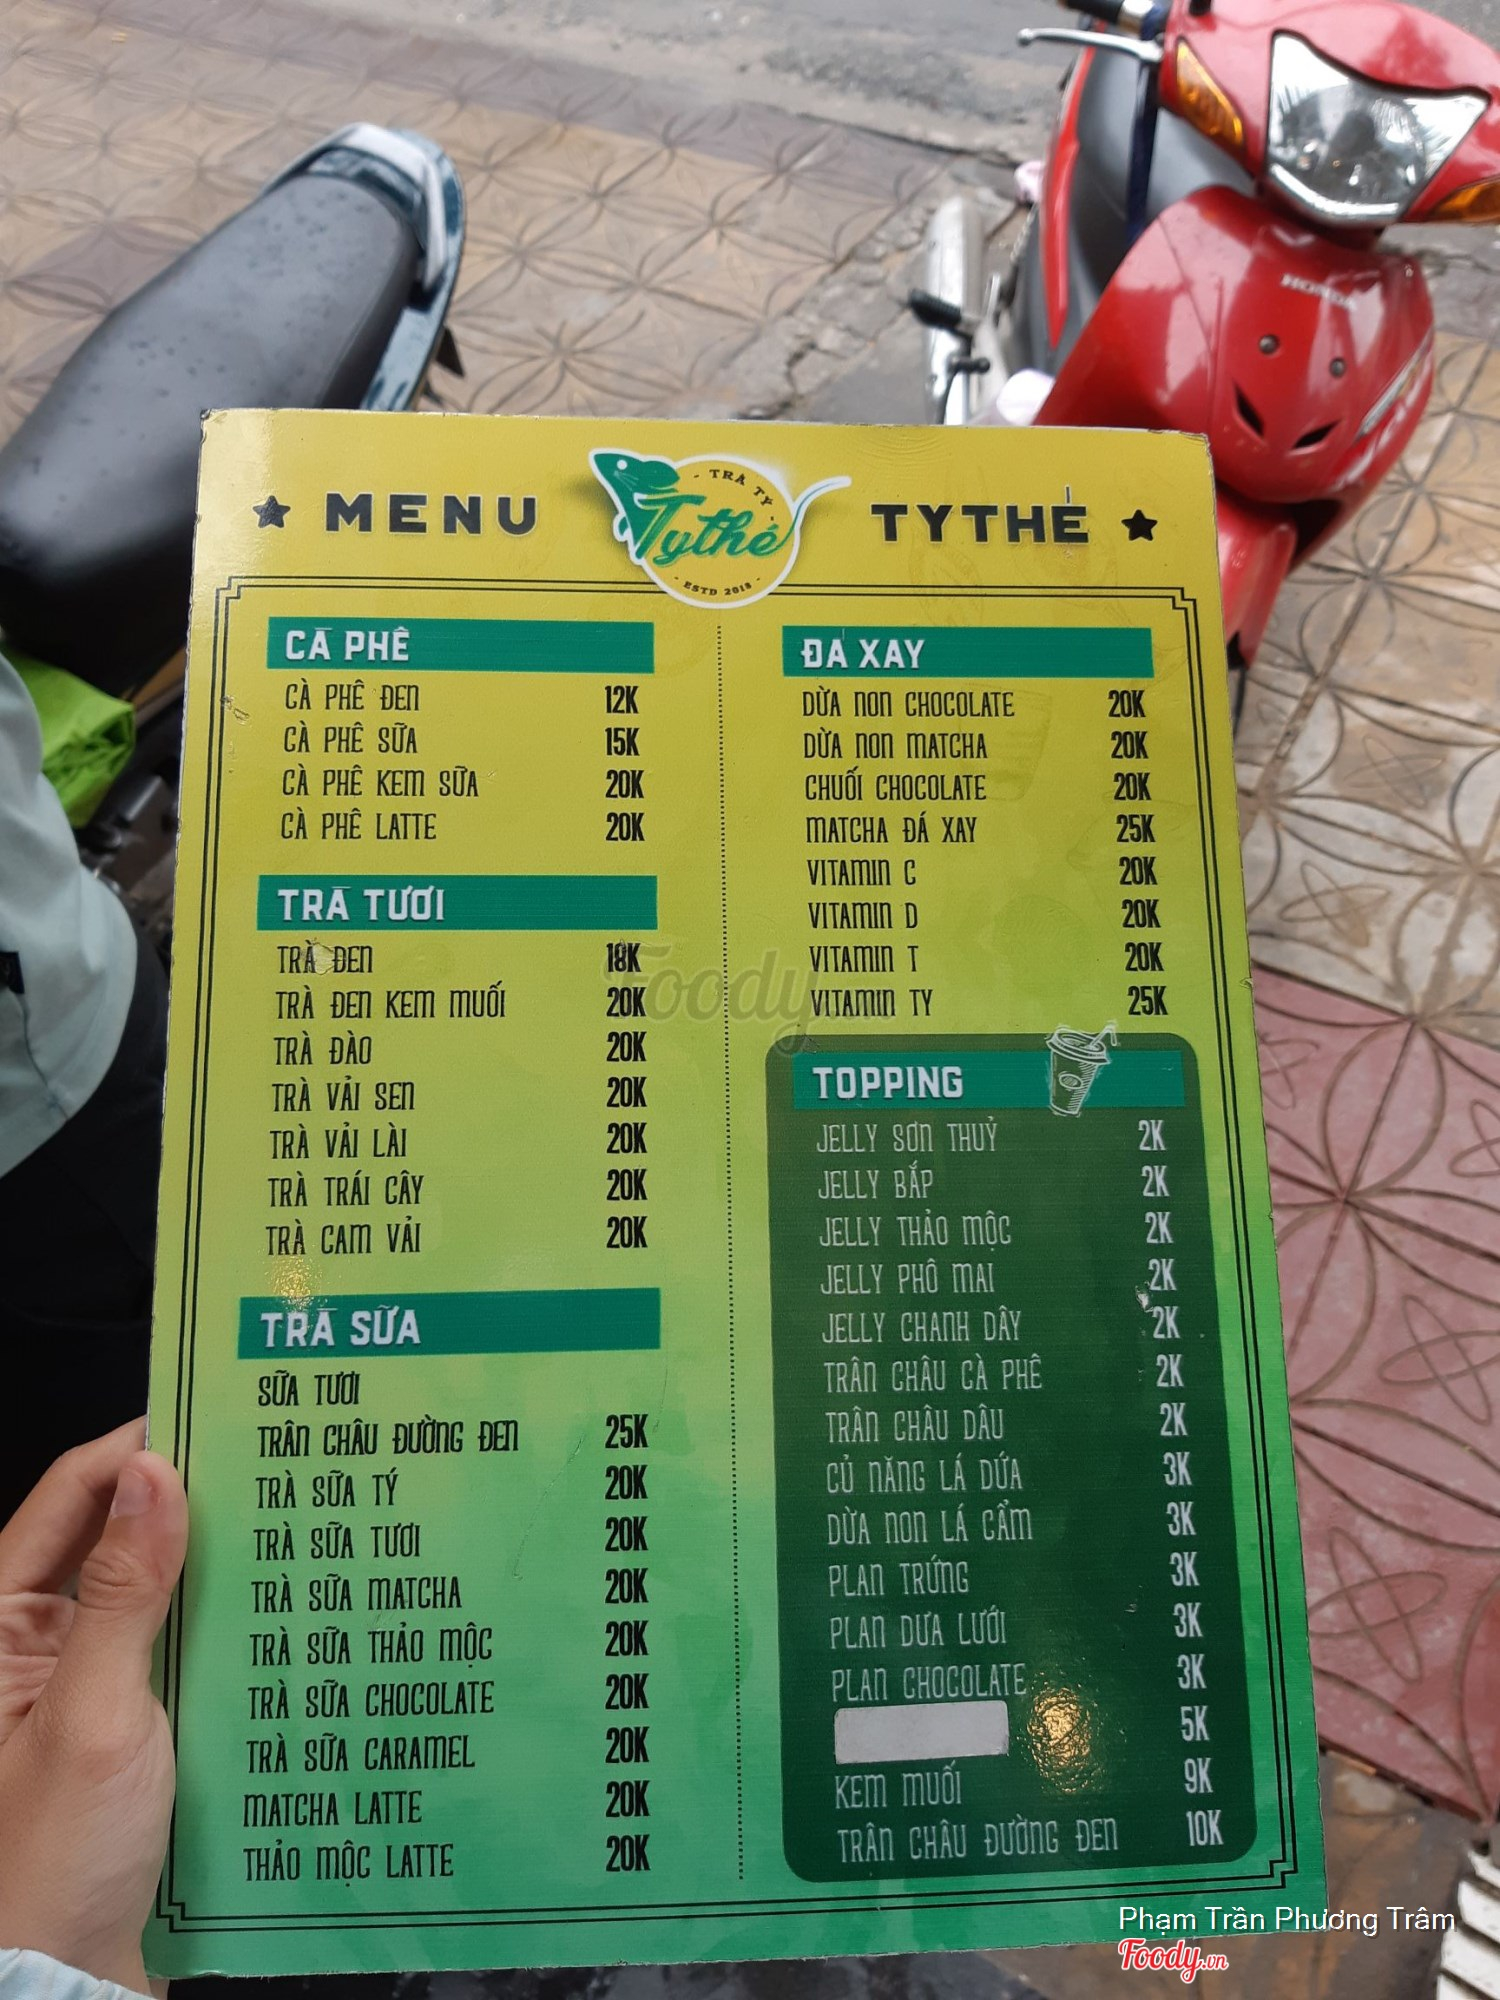 MENU
- TRÀ TÝ -
Tythé
- ESTD 2018 -
TYTHÉ
CÀ PHÊ
CÀ PHÊ ĐEN 12K
CÀ PHÊ SỮA 15K
CÀ PHÊ KEM SỮA 20K
CÀ PHÊ LATTE 20K
TRÀ TƯƠI
TRÀ ĐEN 18K
TRÀ ĐEN KEM MUỐI 20K
TRÀ ĐÀO 20K
TRÀ VẢI SEN 20K
TRÀ VẢI LÀI 20K
TRÀ TRÁI CÂY 20K
TRÀ CAM VẢI 20K
TRÀ SỮA
SỮA TƯƠI
TRÂN CHÂU ĐƯỜNG ĐEN 25K
TRÀ SỮA TÝ 20K
TRÀ SỮA TƯƠI 20K
TRÀ SỮA MATCHA 20K
TRÀ SỮA THẢO MỘC 20K
TRÀ SỮA CHOCOLATE 20K
TRÀ SỮA CARAMEL 20K
MATCHA LATTE 20K
THẢO MỘC LATTE 20K
ĐÁ XAY
DỪA NON CHOCOLATE 20K
DỪA NON MATCHA 20K
CHUỐI CHOCOLATE 20K
MATCHA ĐÁ XAY 25K
VITAMIN C 20K
VITAMIN D 20K
VITAMIN T 20K
VITAMIN TY 25K
TOPPING
JELLY SƠN THUỶ 2K
JELLY BẮP 2K
JELLY THẢO MỘC 2K
JELLY PHÔ MAI 2K
JELLY CHANH DÂY 2K
TRÂN CHÂU CÀ PHÊ 2K
TRÂN CHÂU DÂU 2K
CỦ NĂNG LÁ DỨA 3K
DỪA NON LÁ CẨM 3K
PLAN TRỨNG 3K
PLAN DƯA LƯỚI 3K
PLAN CHOCOLATE 3K
5K
KEM MUỐI 9K
TRÂN CHÂU ĐƯỜNG ĐEN 10K
HONDA
Foody.vn
Phạm Trần Phương Trâm
Foody.vn